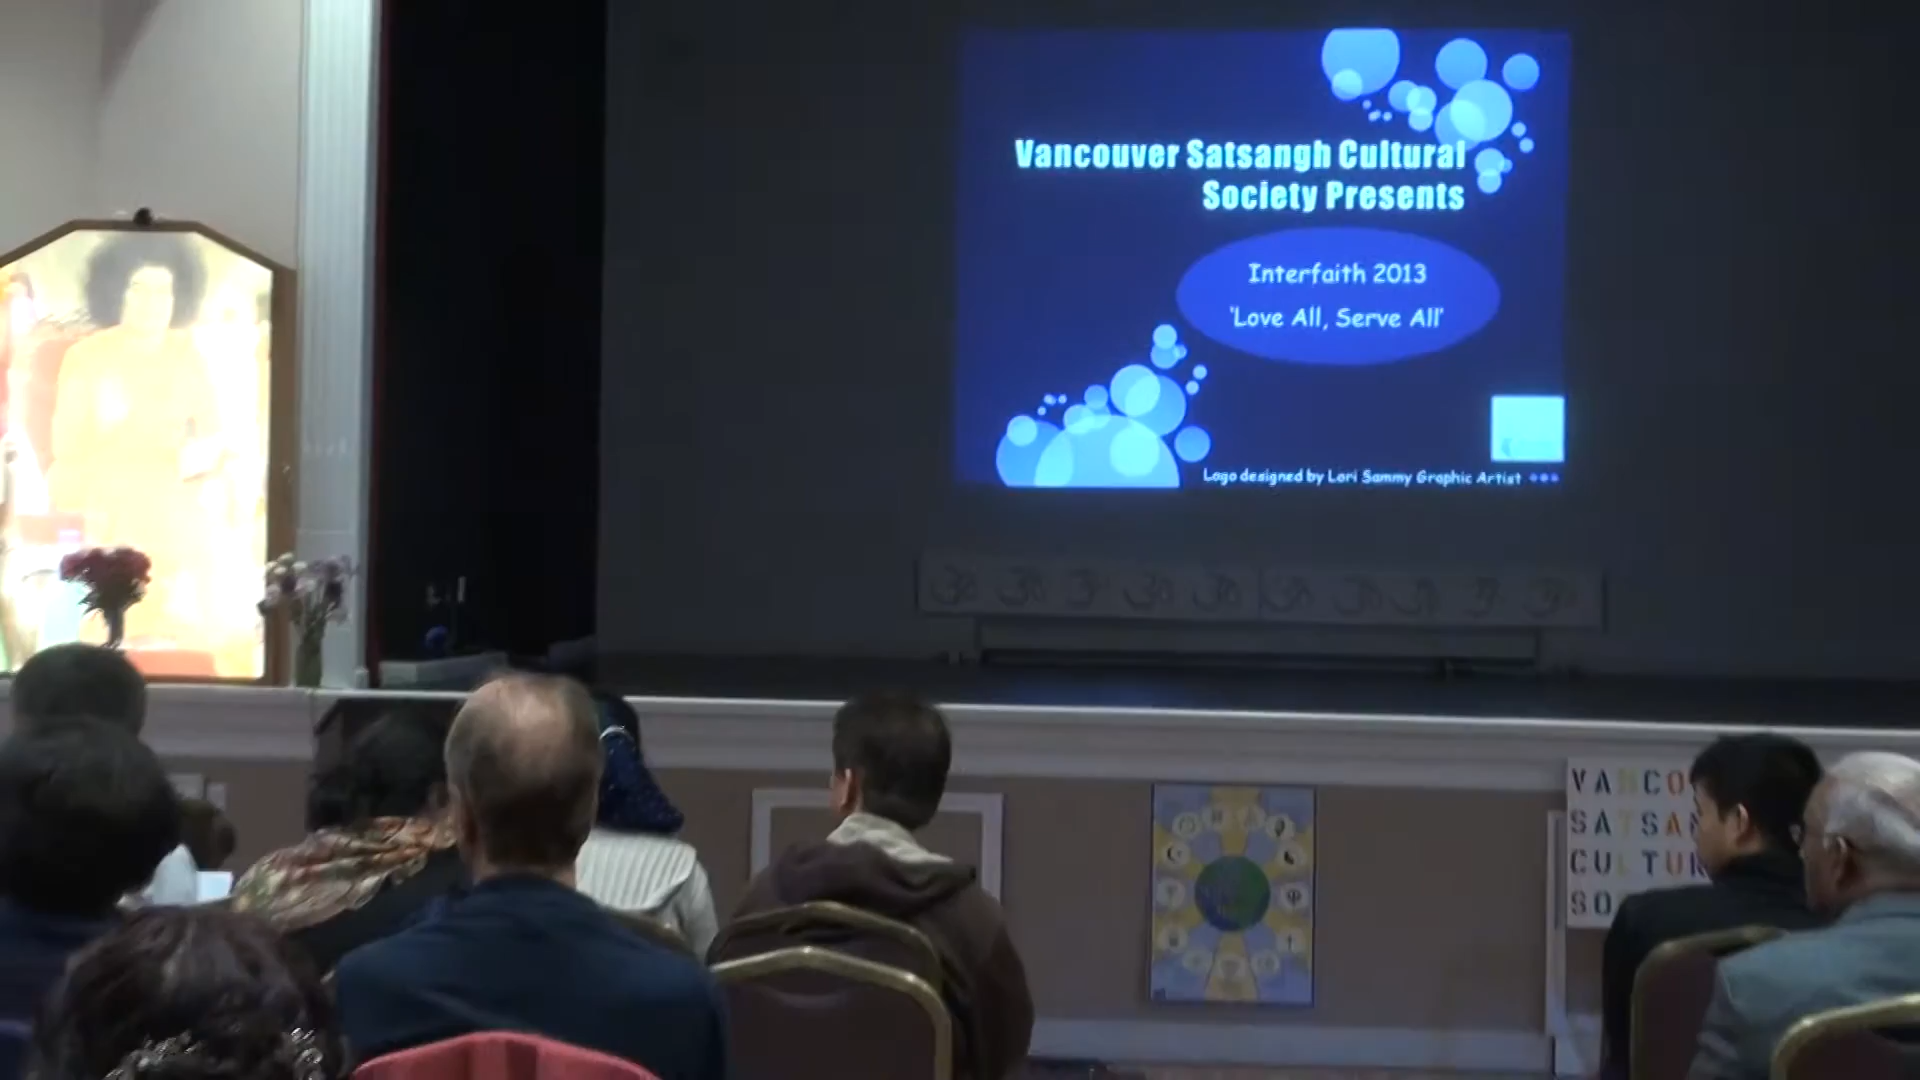 Vancouver Satsangh Cultural
Society Presents
Interfaith 2013
'Love All, Serve All'
Logo designed by Lori Sammy Graphic Artist
VANCO
SATSAN
CULTUR
SO